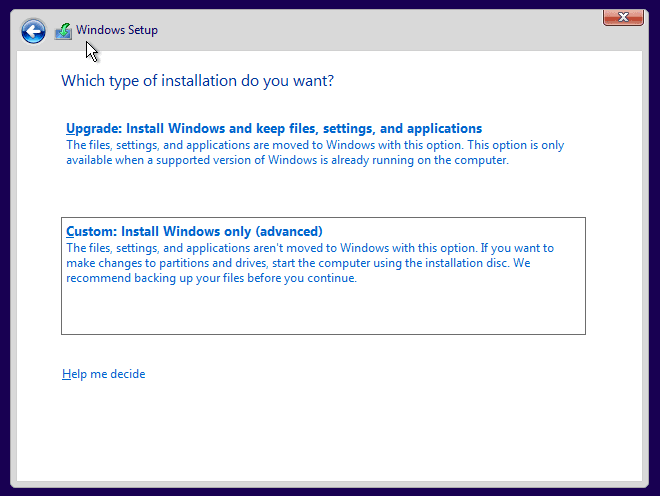 Windows Setup
Which type of installation do you want?
Upgrade: Install Windows and keep files, settings, and applications
The files, settings, and applications are moved to Windows with this option. This option is only
available when a supported version of Windows is already running on the computer.
Custom: Install Windows only (advanced)
The files, settings, and applications aren't moved to Windows with this option. If you want to
make changes to partitions and drives, start the computer using the installation disc. We
recommend backing up your files before you continue.
Help me decide